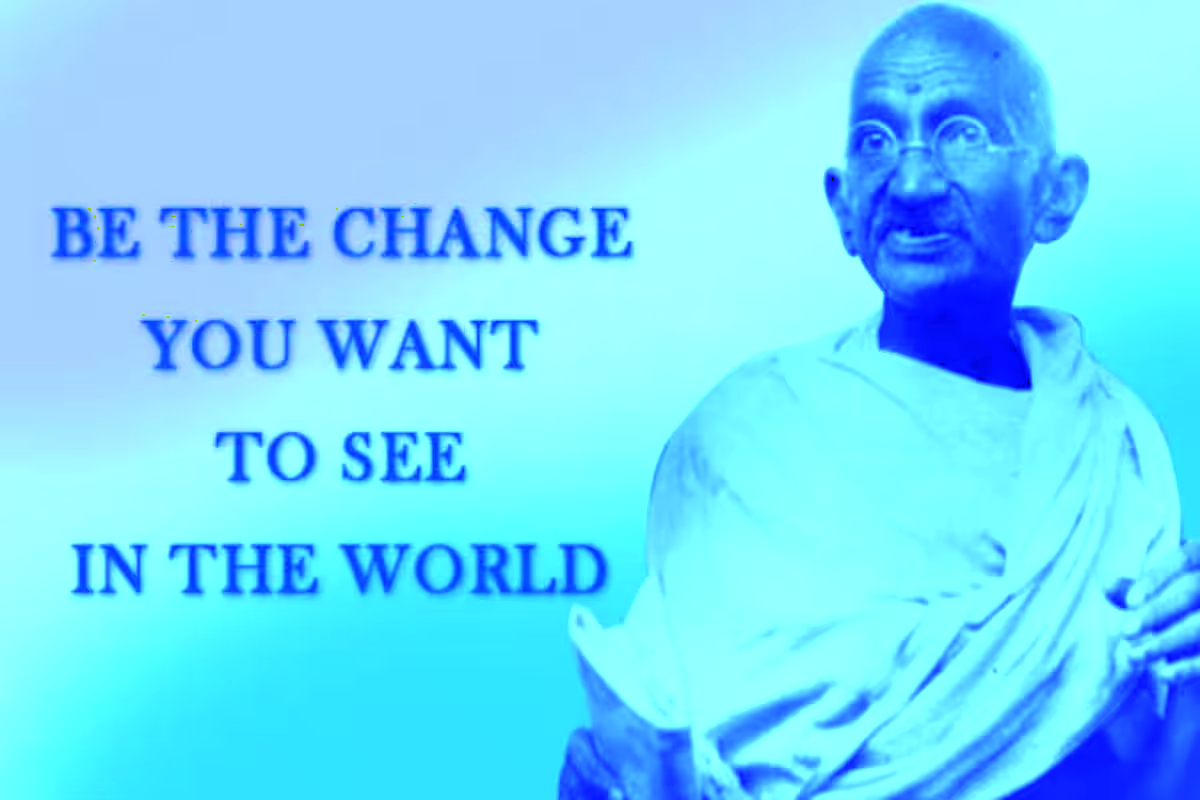 BE THE CHANGE
YOU WANT
TO SEE
IN THE WORLD